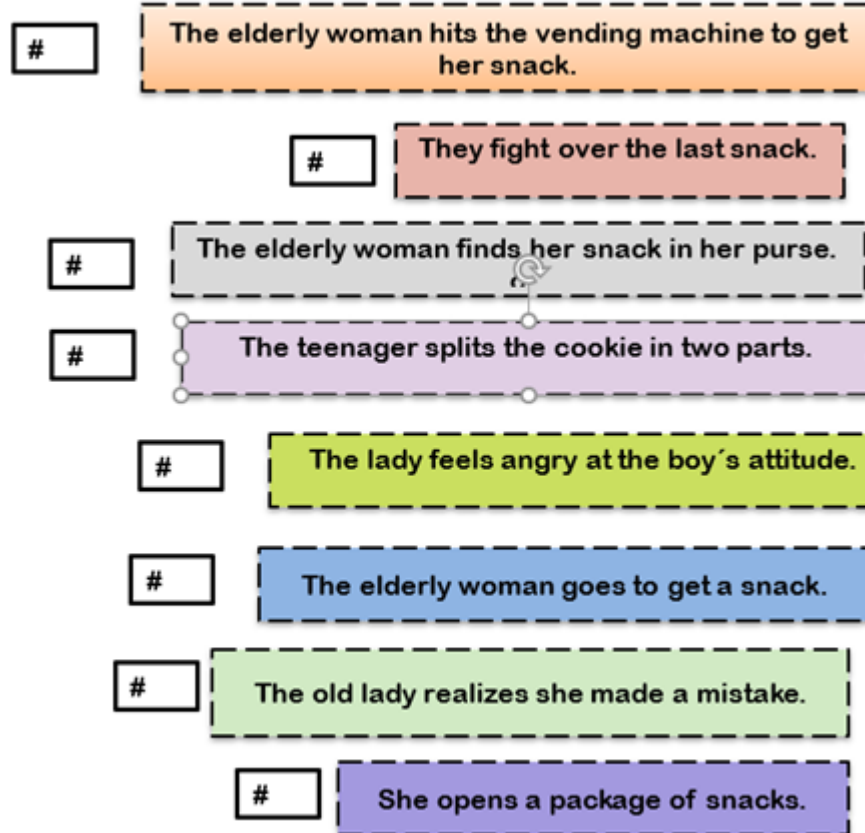 # The elderly woman hits the vending machine to get
her snack.
# They fight over the last snack.
# The elderly woman finds her snack in her purse.
# The teenager splits the cookie in two parts.
# The lady feels angry at the boy´s attitude.
# The elderly woman goes to get a snack.
# The old lady realizes she made a mistake.
# She opens a package of snacks.